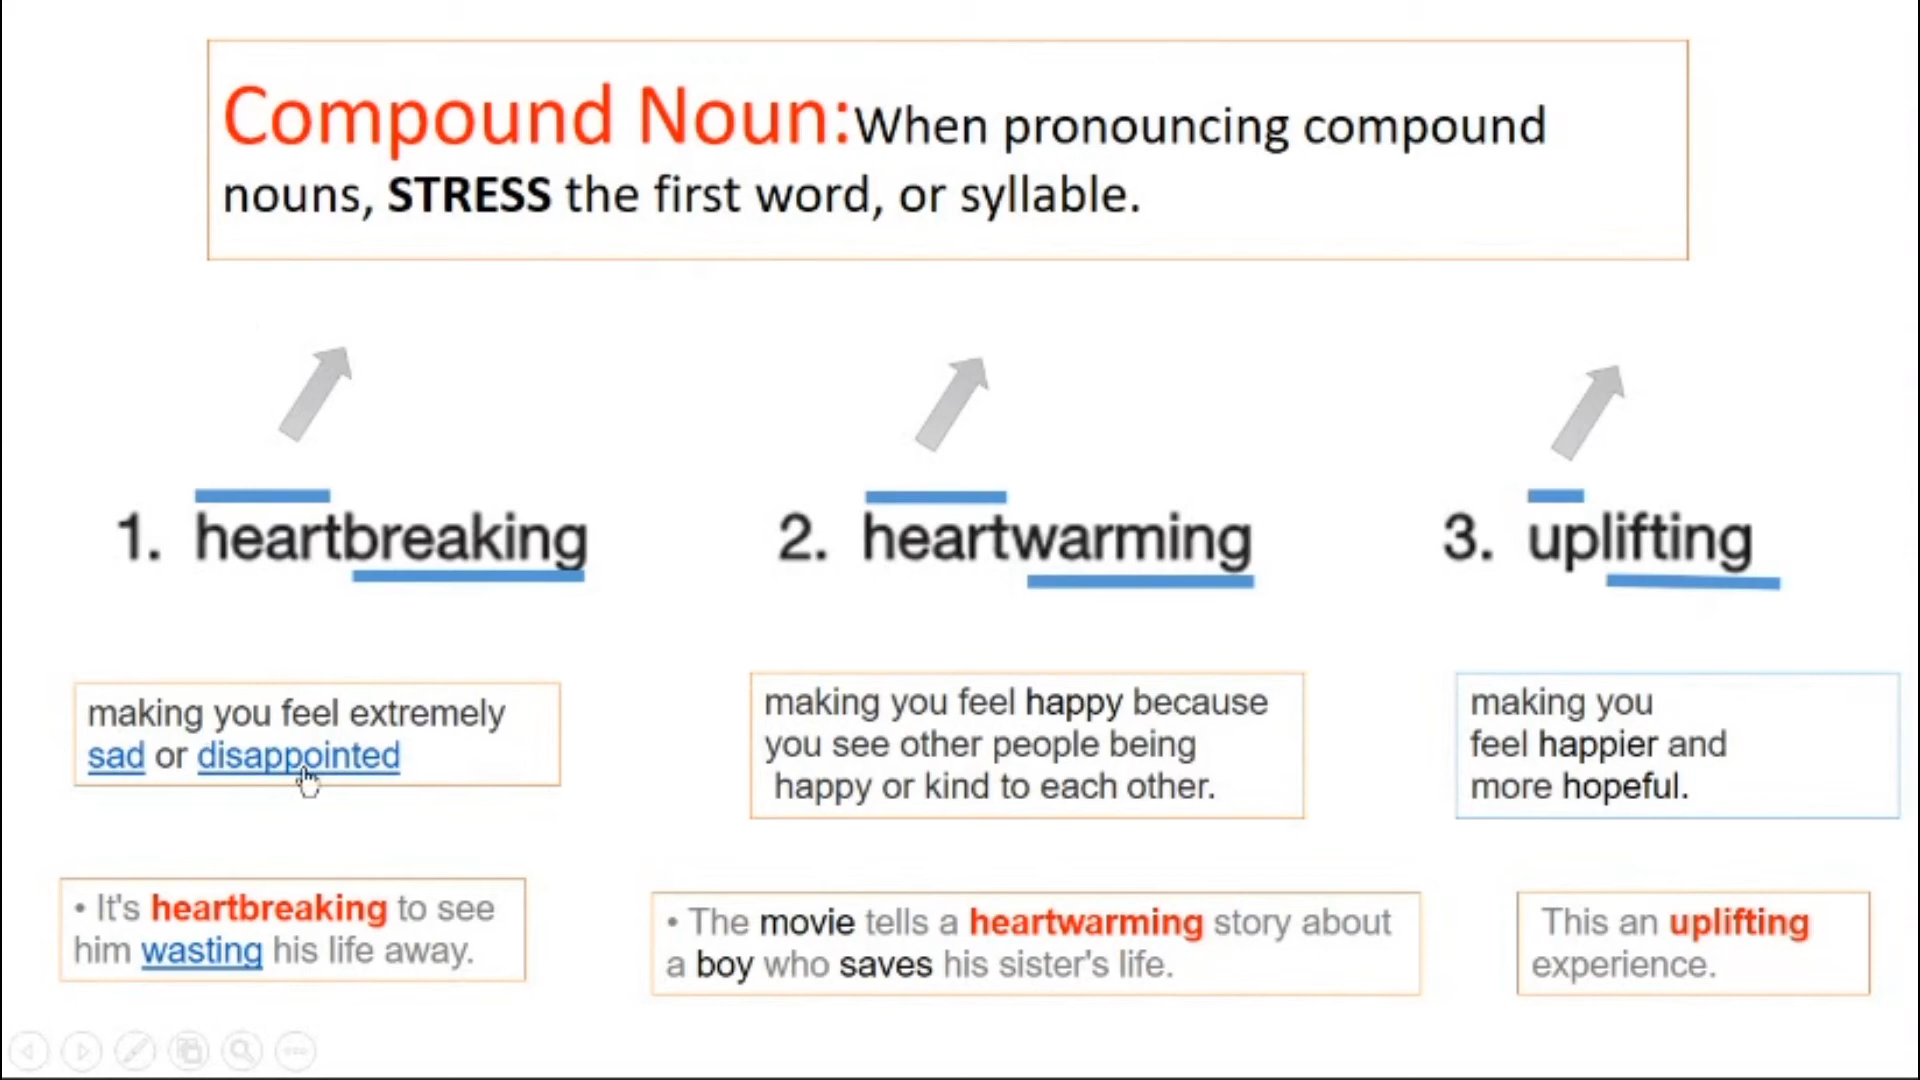 Compound Noun:When pronouncing compound
nouns, STRESS the first word, or syllable.
1. heartbreaking
2. heartwarming
3. uplifting
making you feel extremely
sad or disappointed
making you feel happy because
you see other people being
happy or kind to each other.
making you
feel happier and
more hopeful.
• It's heartbreaking to see
him wasting his life away.
• The movie tells a heartwarming story about
a boy who saves his sister's life.
This an uplifting
experience.